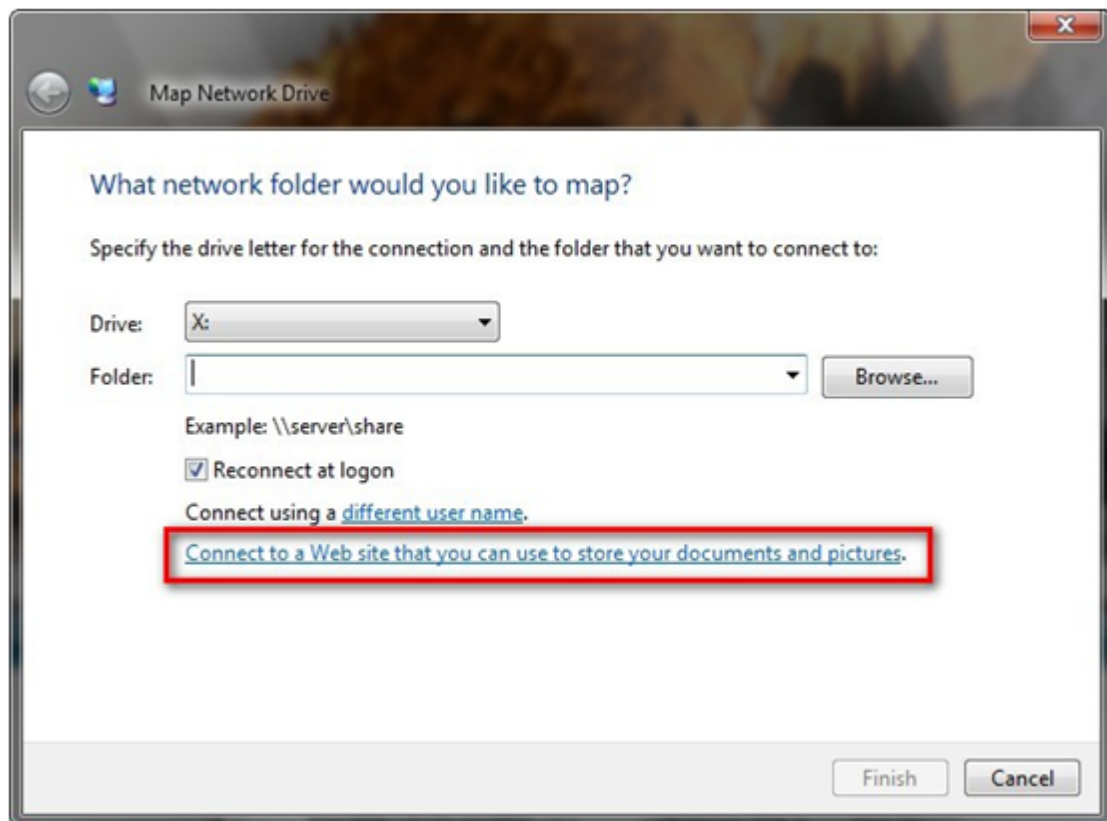 Map Network Drive
What network folder would you like to map?
Specify the drive letter for the connection and the folder that you want to connect to:
Drive: X:
Folder: Browse...
Example: \\server\share
Reconnect at logon
Connect using a different user name.
Connect to a Web site that you can use to store your documents and pictures.
Finish Cancel